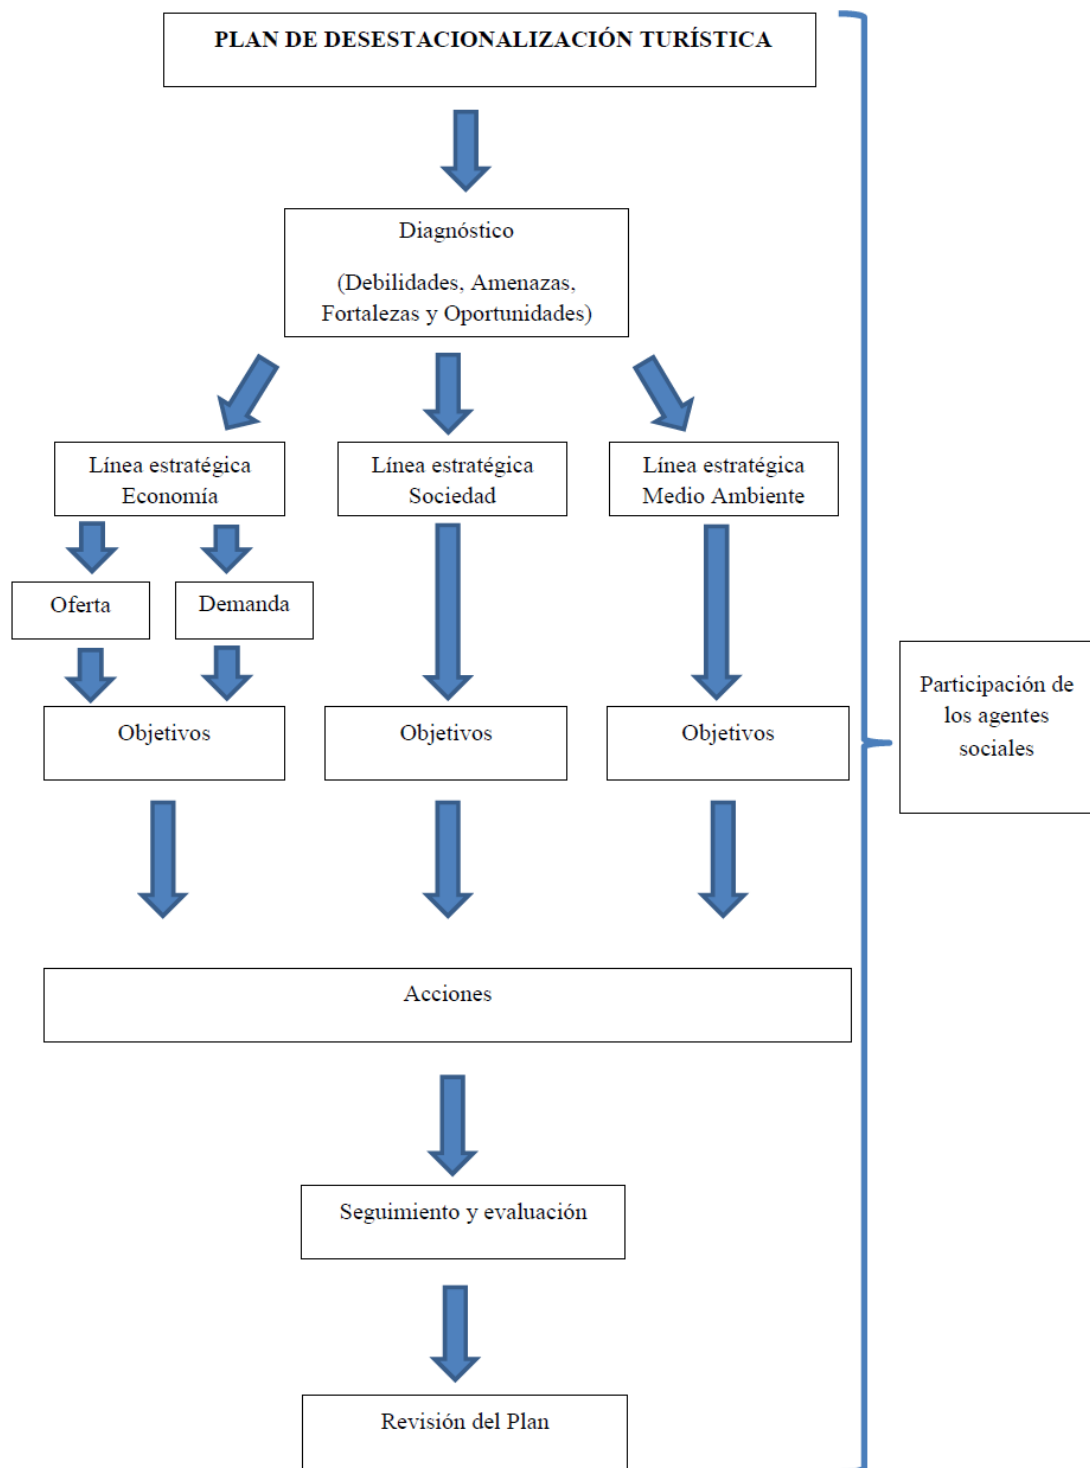 PLAN DE DESESTACIONALIZACIÓN TURÍSTICA
Diagnóstico
(Debilidades, Amenazas,
Fortalezas y Oportunidades)
Línea estratégica
Economía
Línea estratégica
Sociedad
Línea estratégica
Medio Ambiente
Oferta
Demanda
Objetivos
Objetivos
Objetivos
Participación de
los agentes
sociales
Acciones
Seguimiento y evaluación
Revisión del Plan